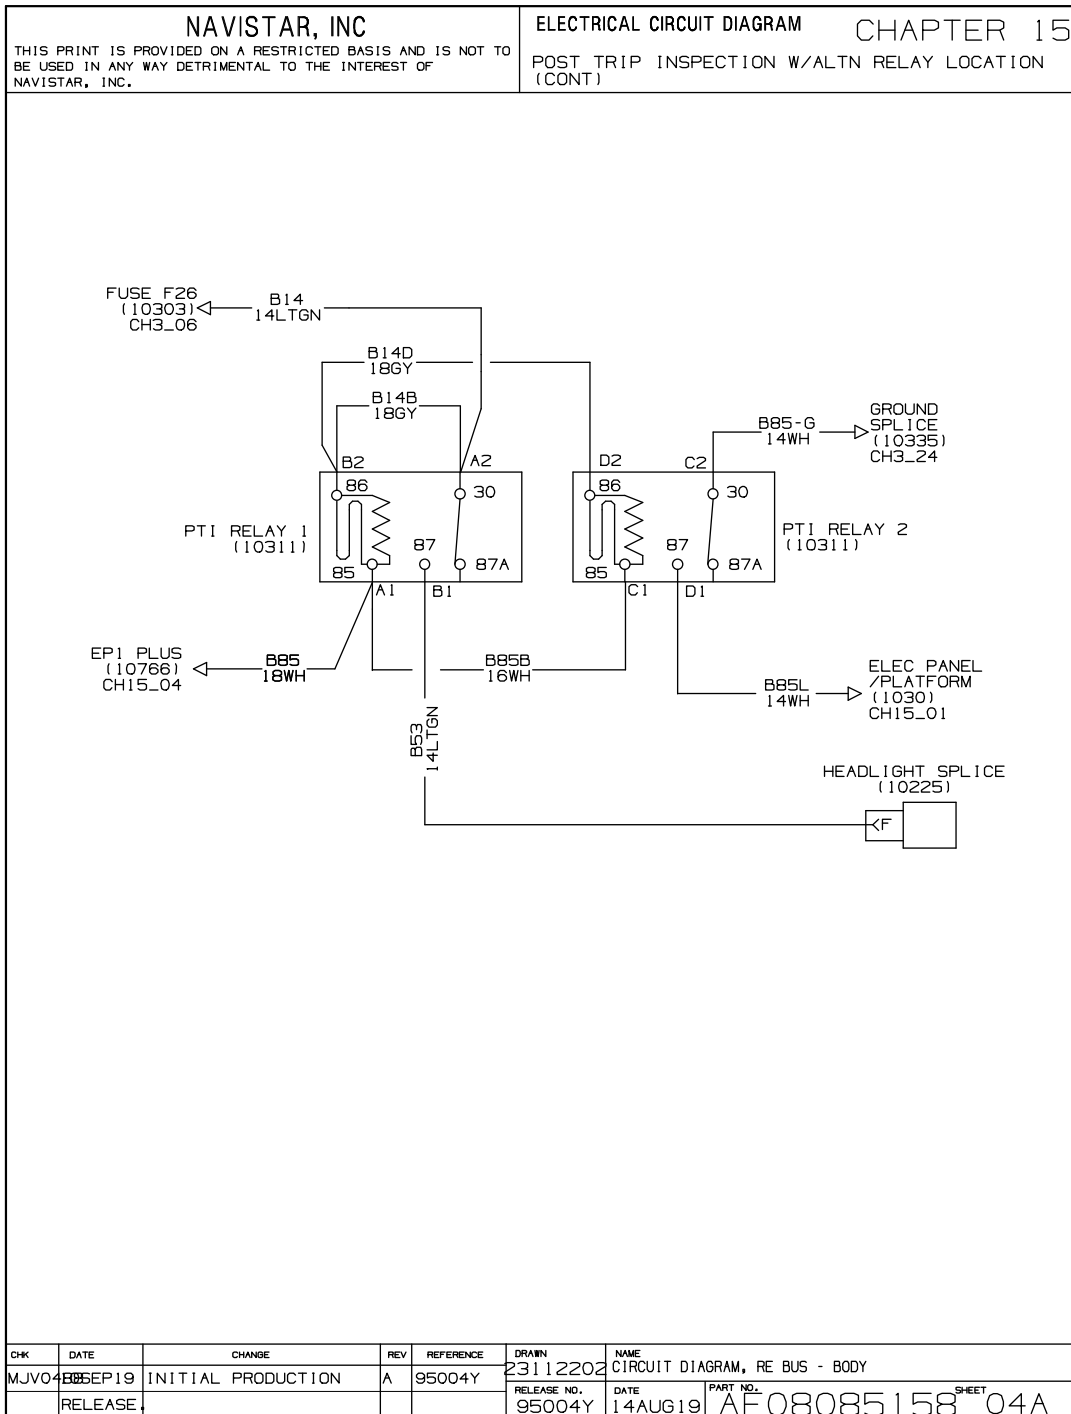 NAVISTAR, INC
THIS PRINT IS PROVIDED ON A RESTRICTED BASIS AND IS NOT TO
BE USED IN ANY WAY DETRIMENTAL TO THE INTEREST OF
NAVISTAR, INC.
ELECTRICAL CIRCUIT DIAGRAM
CHAPTER 15
POST TRIP INSPECTION W/ALTN RELAY LOCATION
(CONT)
FUSE F26
(10303)
CH3_06
B14
14LTGN
B14D
18GY
B14B
18GY
B85-G
14WH
GROUND
SPLICE
(10335)
CH3_24
B2
A2
D2
C2
86
30
86
30
PTI RELAY 1
(10311)
87
87
PTI RELAY 2
(10311)
85
87A
85
87A
A1
B1
C1
D1
EP1 PLUS
(10766)
CH15_04
B85
18WH
B85B
16WH
B85L
14WH
ELEC PANEL
/PLATFORM
(1030)
CH15_01
B53
14LTGN
HEADLIGHT SPLICE
(10225)
F
CHK
DATE
CHANGE
REV
REFERENCE
DRAWN
23112202
NAME
CIRCUIT DIAGRAM, RE BUS - BODY
INITIAL PRODUCTION
A
95004Y
RELEASE
RELEASE NO.
95004Y
DATE
14AUG19
PART NO.
AF08085158
SHEET
04A